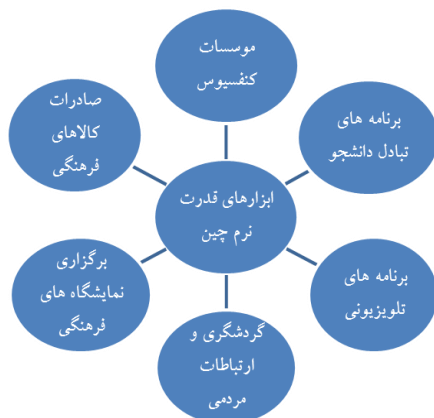 موسسات
کنفسیوس
برنامه های
تبادل دانشجو
صادرات
کالاهای
فرهنگی
ابزارهای قدرت
نرم چین
برنامه های
تلویزیونی
برگزاری
نمایشگاه های
فرهنگی
گردشگری و
ارتباطات
مردمی